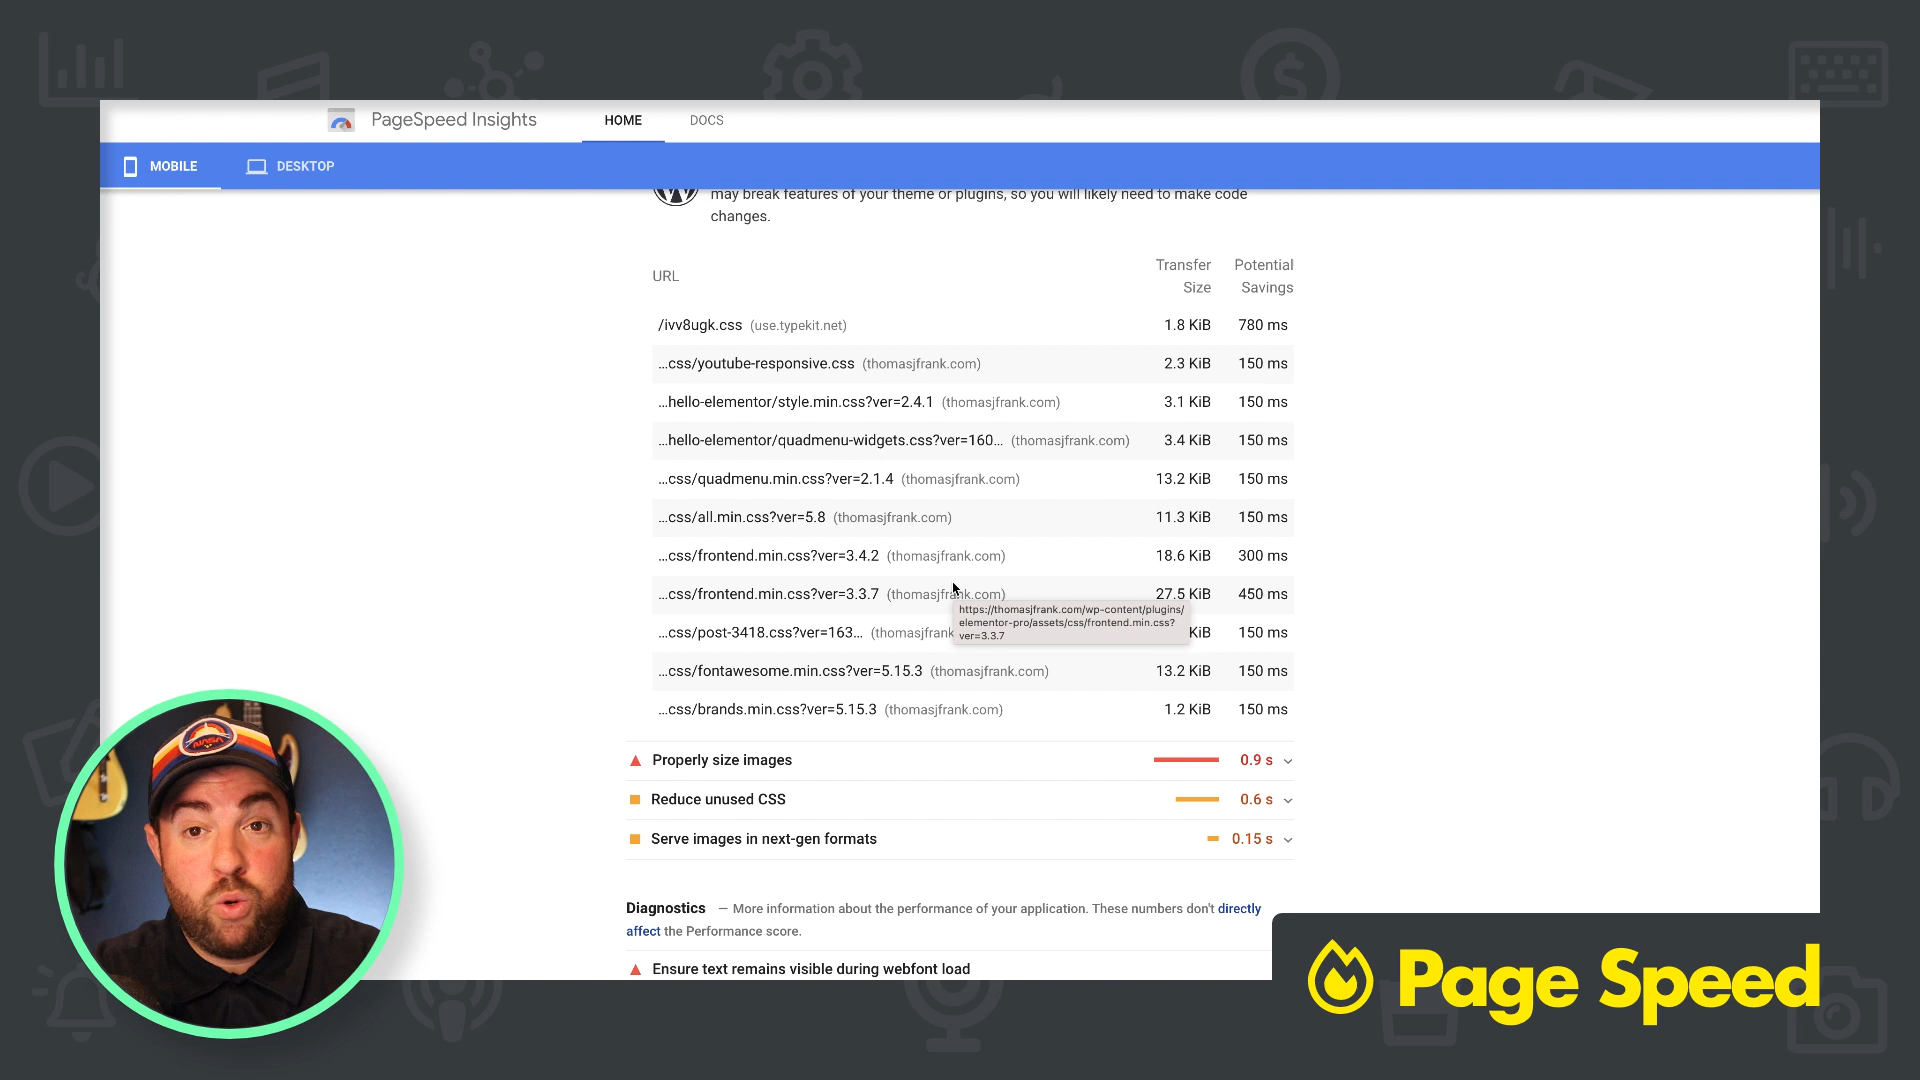 PageSpeed Insights HOME DOCS
MOBILE DESKTOP
may break features of your theme or plugins, so you will likely need to make code
changes.
URL Transfer Size Potential Savings
/ivv8ugk.css (use.typekit.net) 1.8 KiB 780 ms
...css/youtube-responsive.css (thomasjfrank.com) 2.3 KiB 150 ms
...hello-elementor/style.min.css?ver=2.4.1 (thomasjfrank.com) 3.1 KiB 150 ms
...hello-elementor/quadmenu-widgets.css?ver=160... (thomasjfrank.com) 3.4 KiB 150 ms
...css/quadmenu.min.css?ver=2.1.4 (thomasjfrank.com) 13.2 KiB 150 ms
...css/all.min.css?ver=5.8 (thomasjfrank.com) 11.3 KiB 150 ms
...css/frontend.min.css?ver=3.4.2 (thomasjfrank.com) 18.6 KiB 300 ms
...css/frontend.min.css?ver=3.3.7 (thomasjfrank.com) 27.5 KiB 450 ms
https://thomasjfrank.com/wp-content/plugins/
elementor-pro/assets/css/frontend.min.css?
ver=3.3.7
...css/post-3418.css?ver=163... (thomasjfrank KiB 150 ms
...css/fontawesome.min.css?ver=5.15.3 (thomasjfrank.com) 13.2 KiB 150 ms
...css/brands.min.css?ver=5.15.3 (thomasjfrank.com) 1.2 KiB 150 ms
Properly size images 0.9 s
Reduce unused CSS 0.6 s
Serve images in next-gen formats 0.15 s
Diagnostics — More information about the performance of your application. These numbers don't directly
affect the Performance score.
Ensure text remains visible during webfont load
NASA
Page Speed